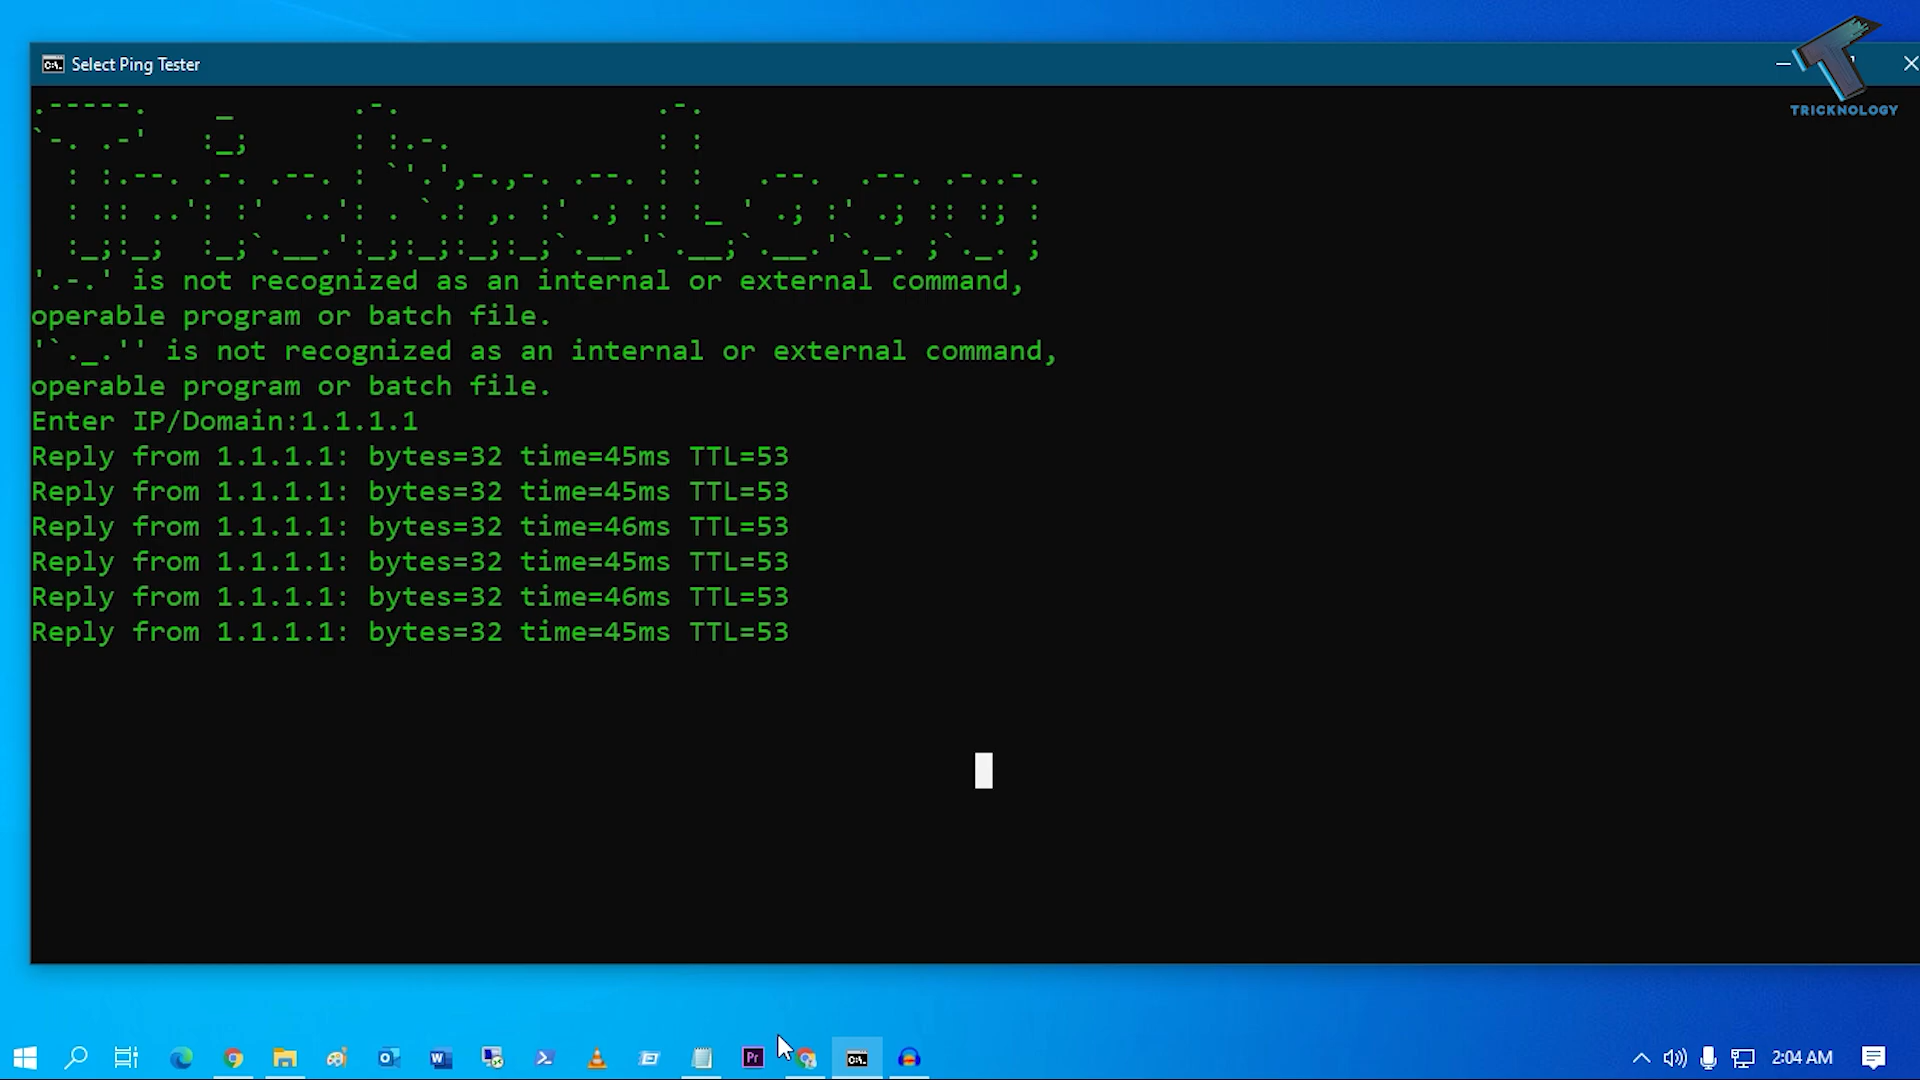 Select Ping Tester
TRICKNOLOGY
TricknoLogy
'.-.' is not recognized as an internal or external command,
operable program or batch file.
'`._.'' is not recognized as an internal or external command,
operable program or batch file.
Enter IP/Domain:1.1.1.1
Reply from 1.1.1.1: bytes=32 time=45ms TTL=53
Reply from 1.1.1.1: bytes=32 time=45ms TTL=53
Reply from 1.1.1.1: bytes=32 time=46ms TTL=53
Reply from 1.1.1.1: bytes=32 time=45ms TTL=53
Reply from 1.1.1.1: bytes=32 time=46ms TTL=53
Reply from 1.1.1.1: bytes=32 time=45ms TTL=53
Pr
2:04 AM